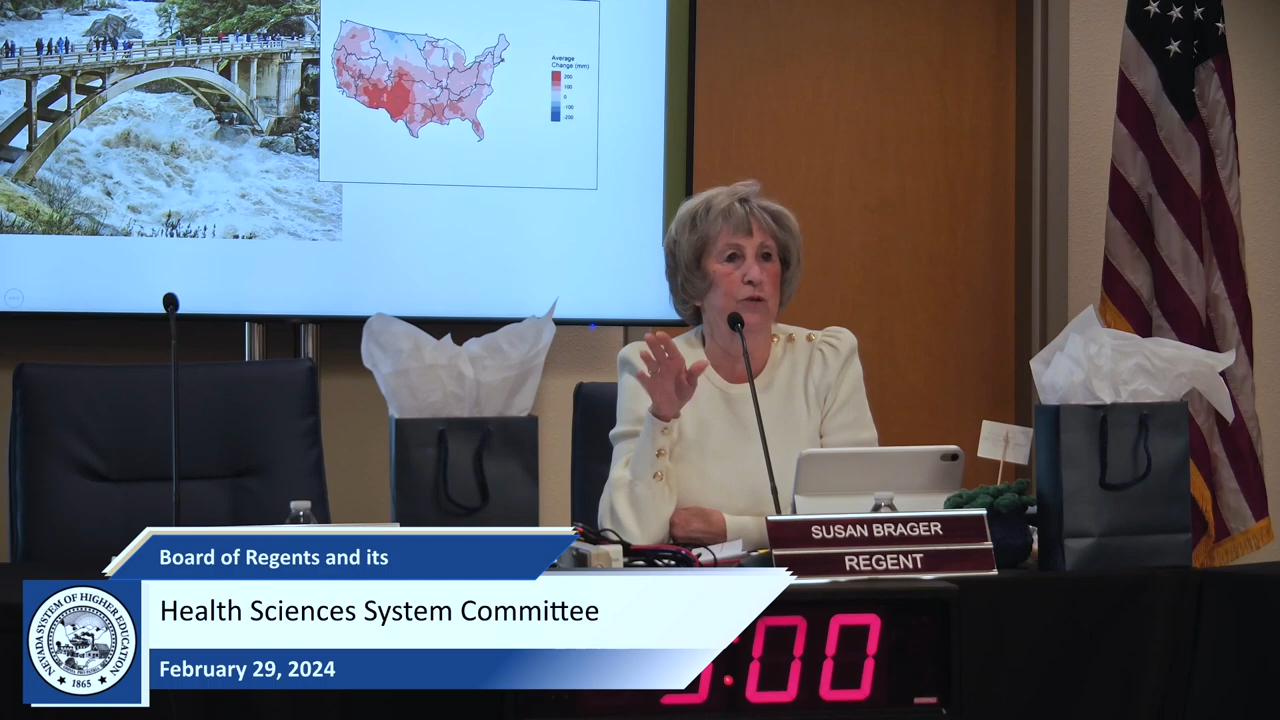 Average
Change (mm)
200
100
0
-100
-200
SUSAN BRAGER
REGENT
Board of Regents and its
Health Sciences System Committee
February 29, 2024
NEVADA SYSTEM OF HIGHER EDUCATION
1865
:00